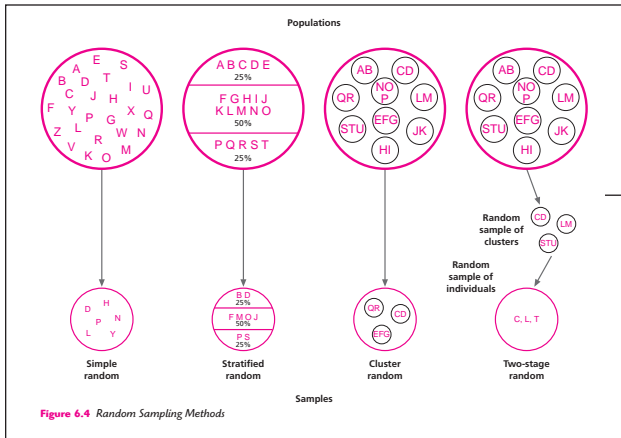 Populations
E S
A
B D T
I U
C J H
F Y X
P G Q
Z L
W N
R
V M
K O
A B C D E
25%
F G H I J
K L M N O
50%
P Q R S T
25%
AB
CD
QR
NO
P
LM
STU
EFG
JK
HI
AB
CD
QR
NO
P
LM
STU
EFG
JK
HI
Random
sample of
clusters
CD
LM
STU
Random
sample of
individuals
D H
P N
L Y
B D
25%
F M O J
50%
P S
25%
QR
CD
EFG
C, L, T
Simple
random
Stratified
random
Cluster
random
Two-stage
random
Samples
Figure 6.4 Random Sampling Methods